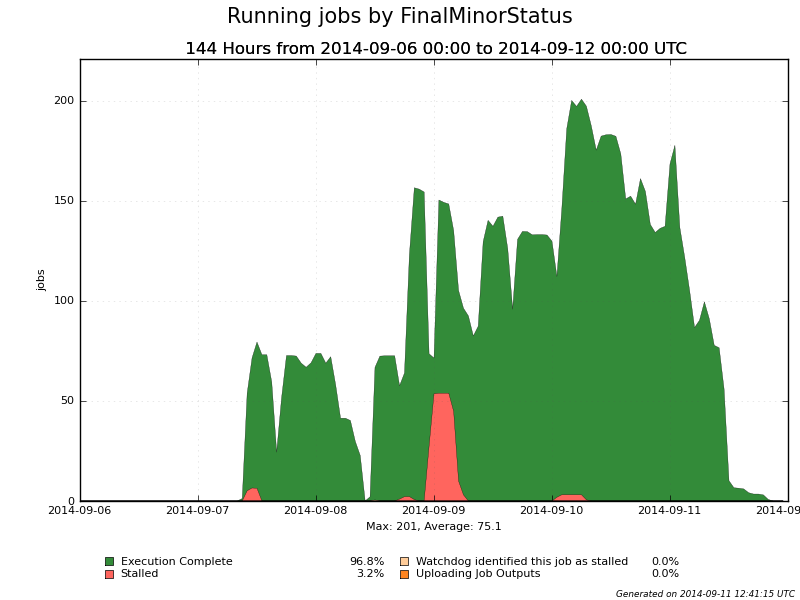 Running jobs by FinalMinorStatus
144 Hours from 2014-09-06 00:00 to 2014-09-12 00:00 UTC
200
150
jobs
100
50
0
2014-09-06 2014-09-07 2014-09-08 2014-09-09 2014-09-10 2014-09-11 2014-09
Max: 201, Average: 75.1
Execution Complete 96.8% Watchdog identified this job as stalled 0.0%
Stalled 3.2% Uploading Job Outputs 0.0%
Generated on 2014-09-11 12:41:15 UTC